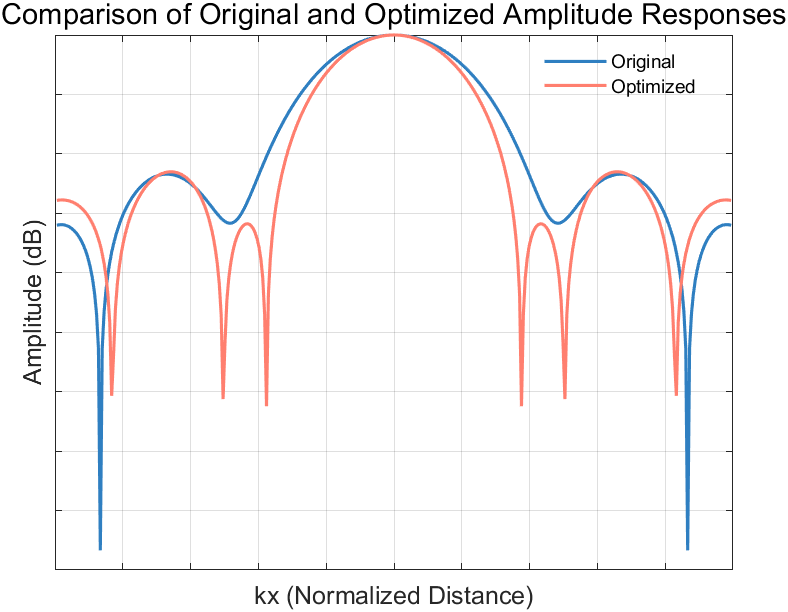 Comparison of Original and Optimized Amplitude Responses
Original
Optimized
Amplitude (dB)
kx (Normalized Distance)